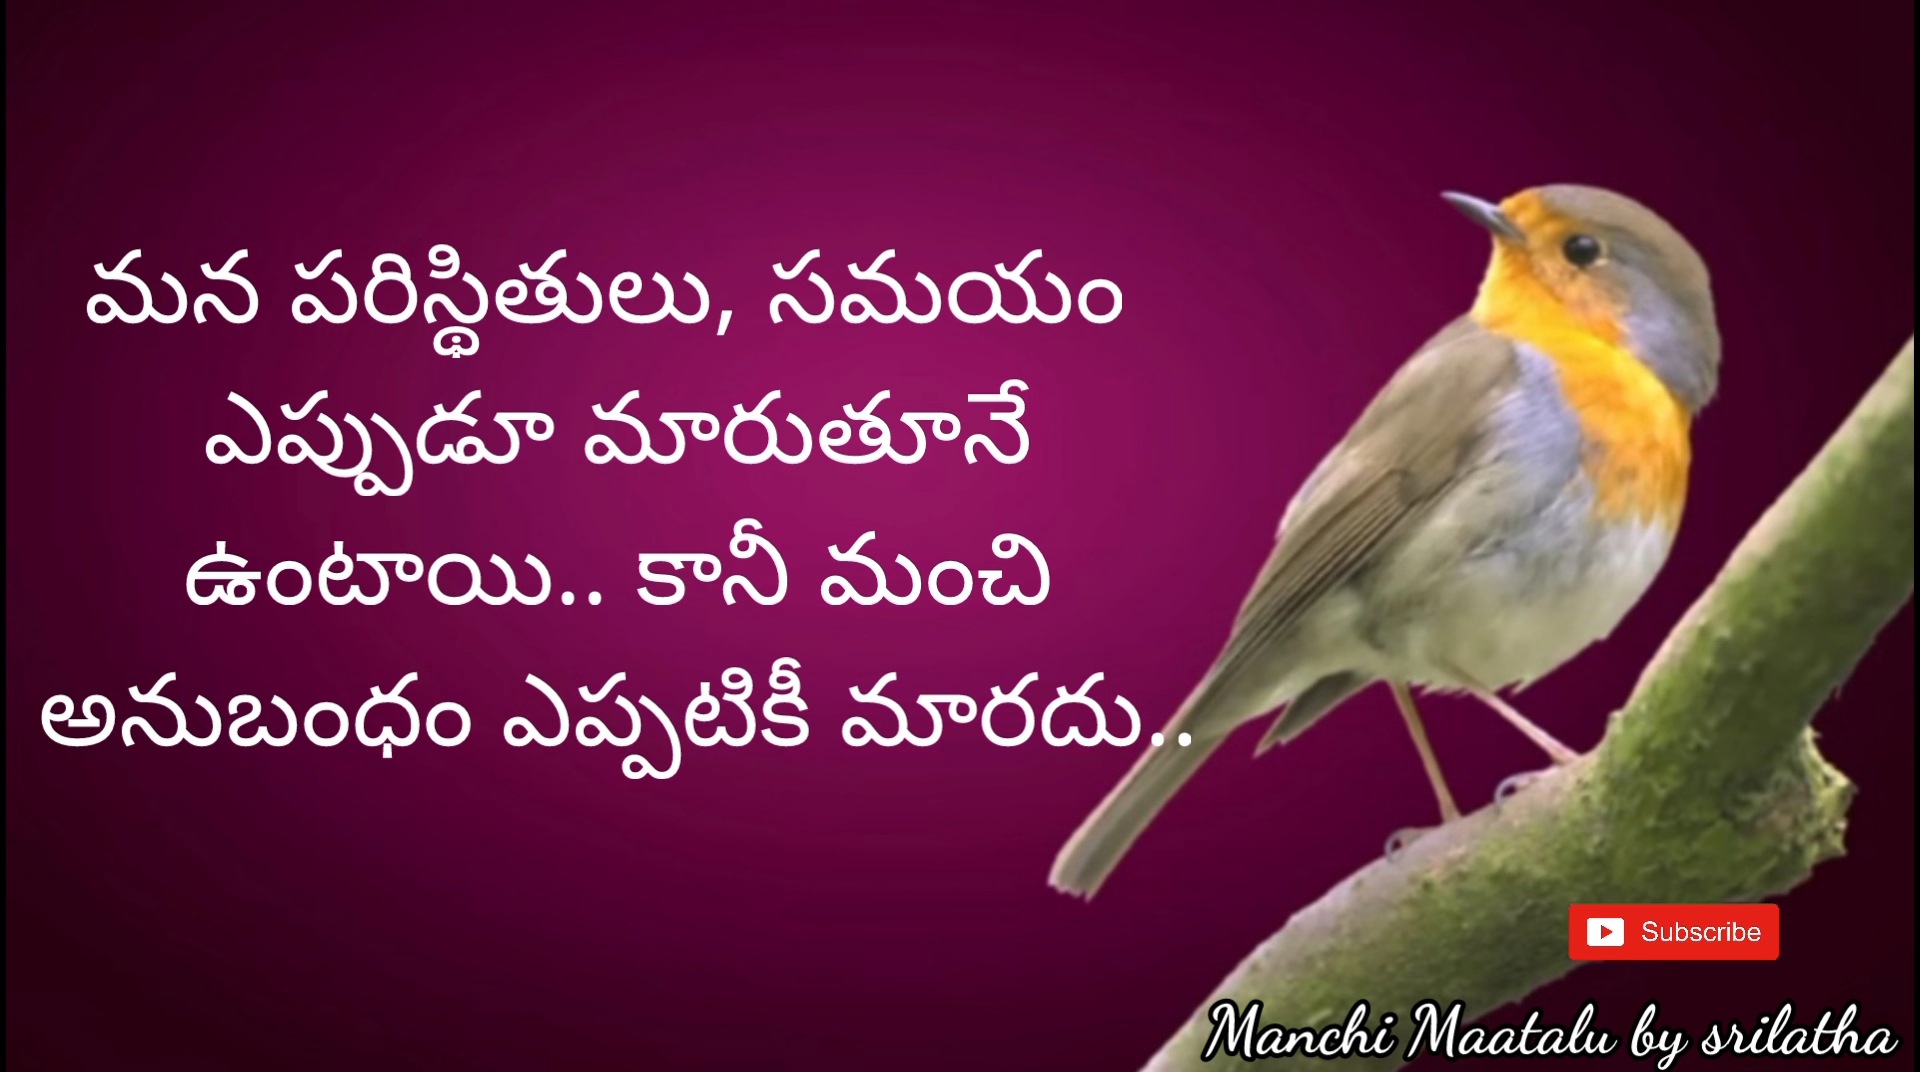 మన పరిస్థితులు, సమయం
ఎప్పుడూ మారుతూనే
ఉంటాయి.. కానీ మంచి
అనుబంధం ఎప్పటికీ మారదు..
Subscribe
Manchi Maatalu by srilatha